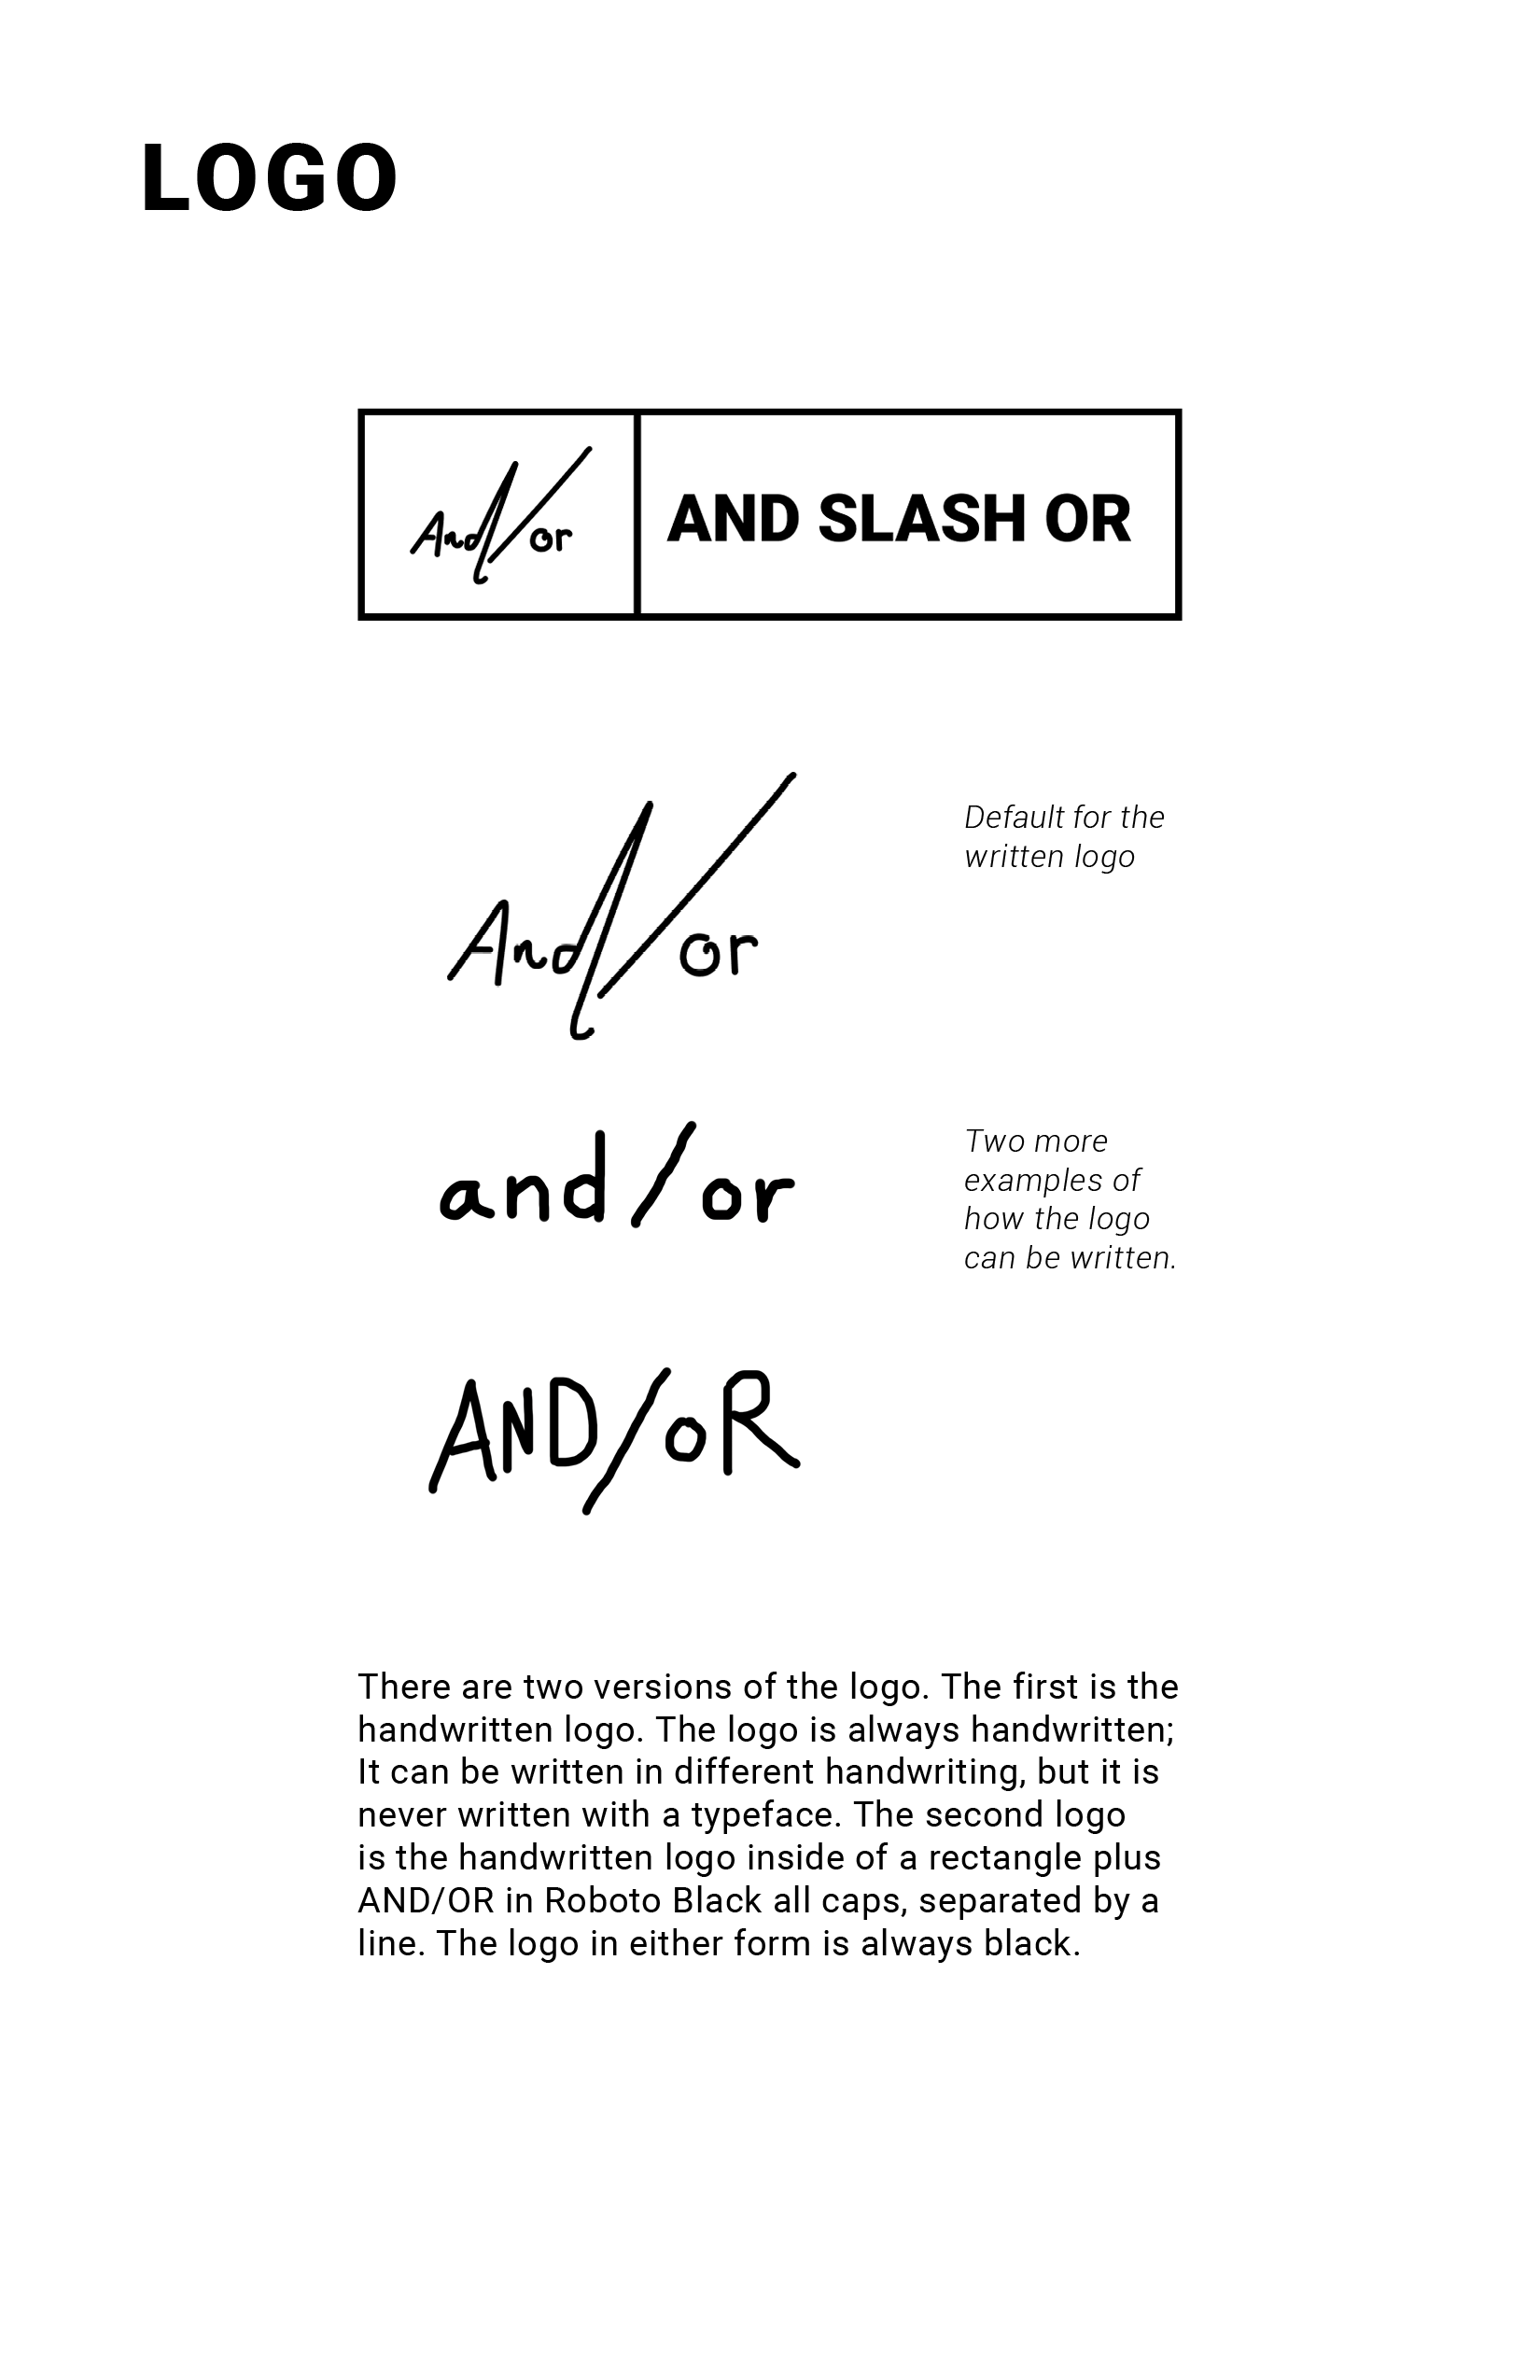 LOGO
And/or
AND SLASH OR
And/or
Default for the
written logo
and/or
Two more
examples of
how the logo
can be written.
AND/oR
There are two versions of the logo. The first is the
handwritten logo. The logo is always handwritten;
It can be written in different handwriting, but it is
never written with a typeface. The second logo
is the handwritten logo inside of a rectangle plus
AND/OR in Roboto Black all caps, separated by a
line. The logo in either form is always black.